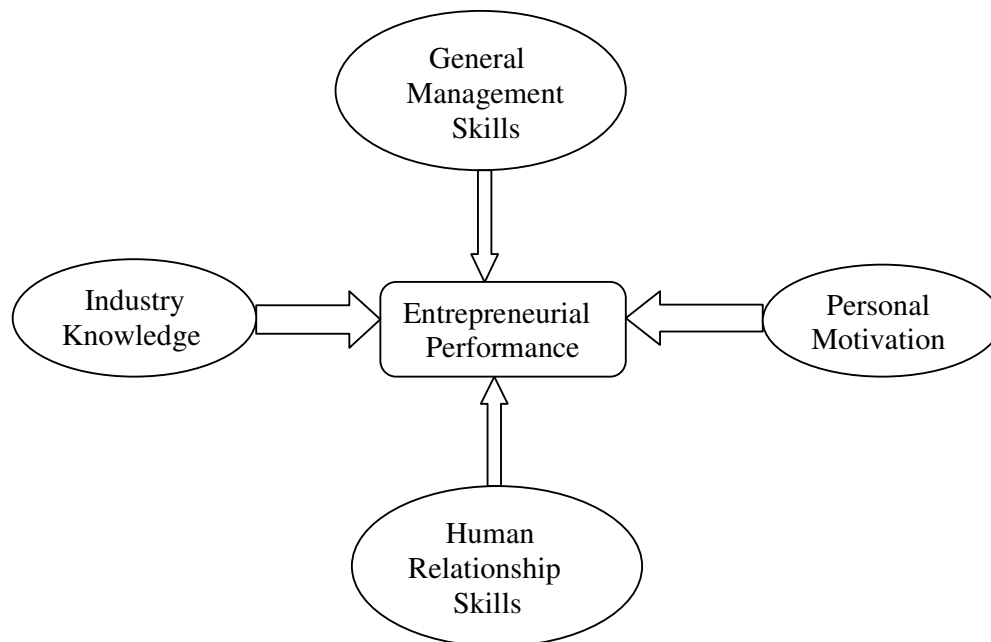 General
Management
Skills
Industry
Knowledge
Entrepreneurial
Performance
Personal
Motivation
Human
Relationship
Skills